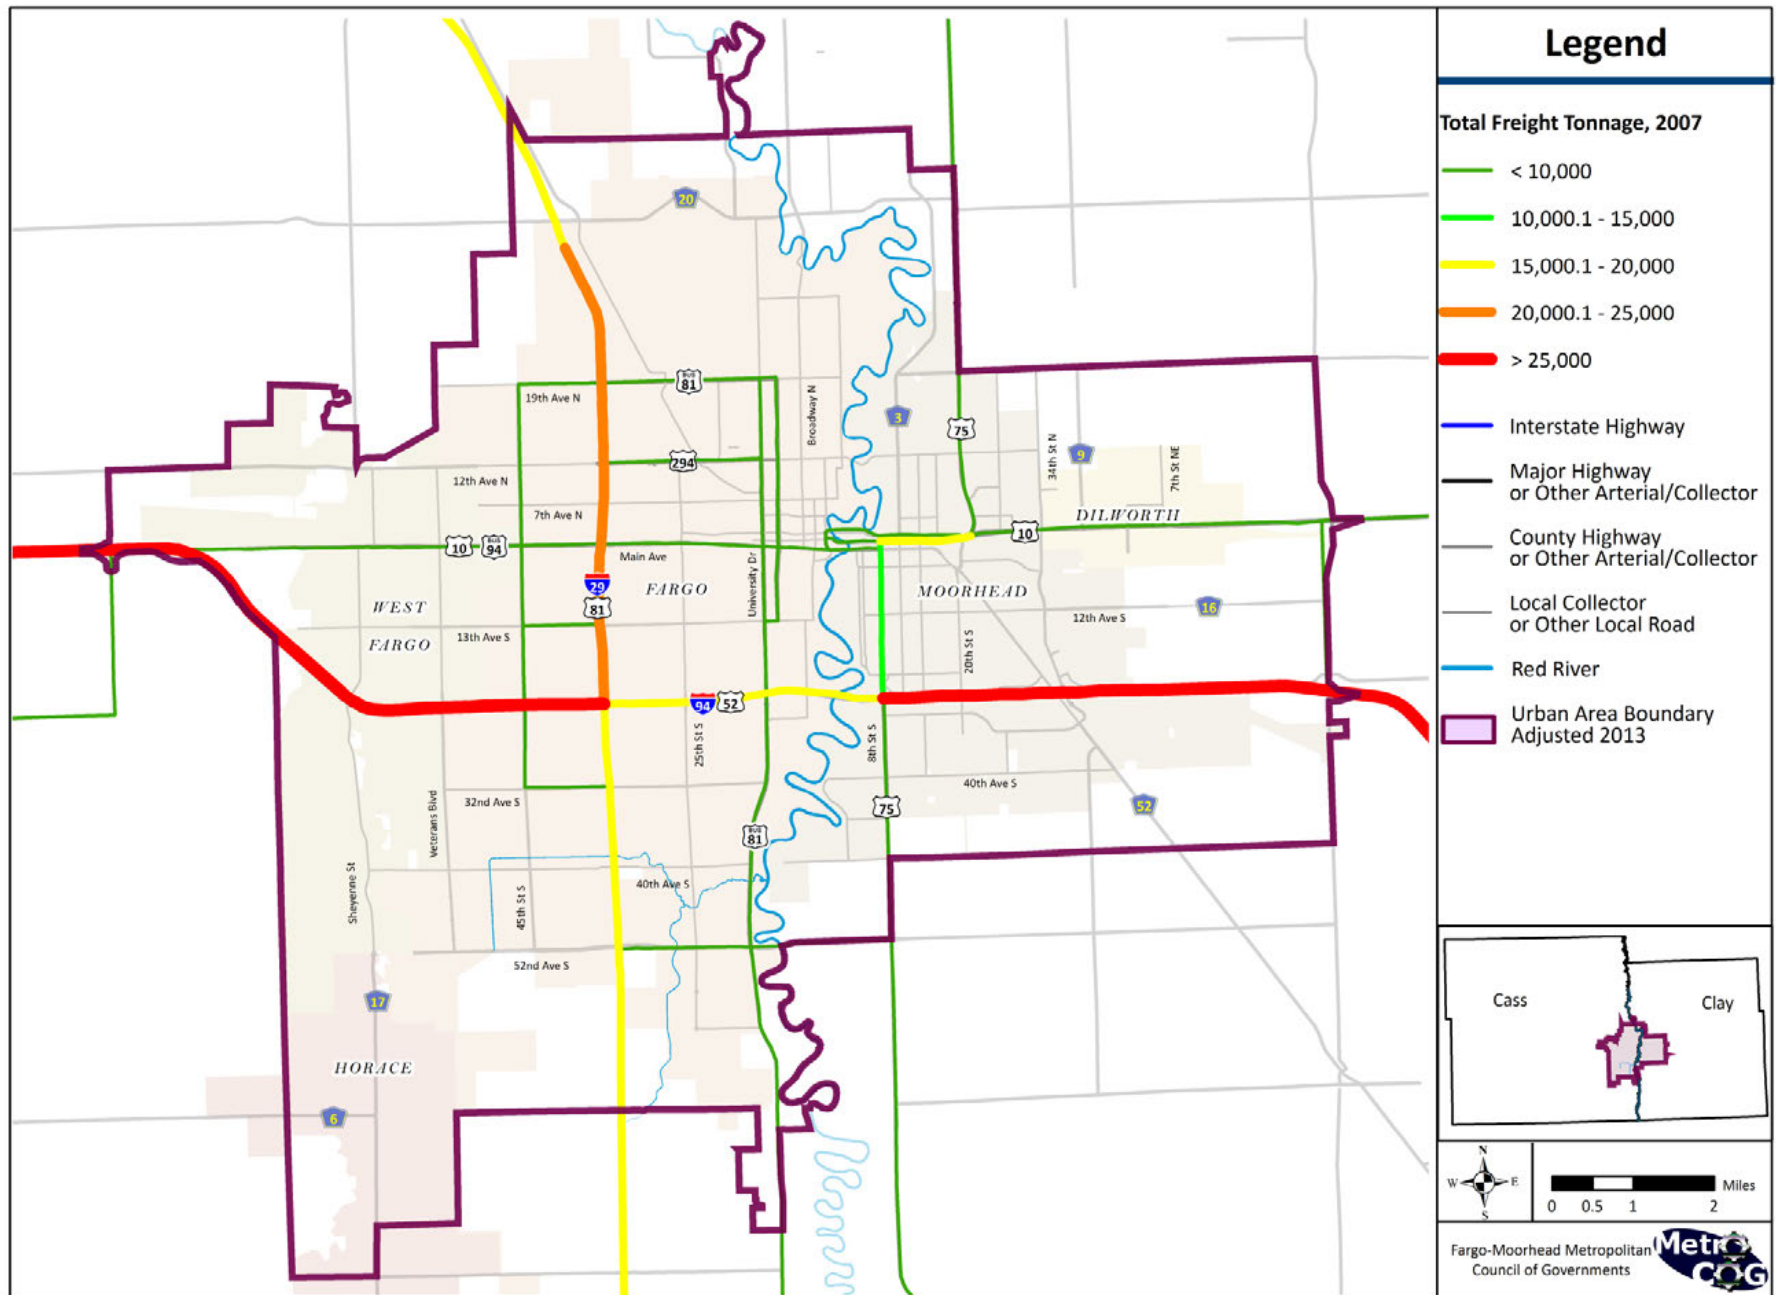 Legend
Total Freight Tonnage, 2007
< 10,000
10,000.1 - 15,000
15,000.1 - 20,000
20,000.1 - 25,000
> 25,000
Interstate Highway
Major Highway
or Other Arterial/Collector
County Highway
or Other Arterial/Collector
Local Collector
or Other Local Road
Red River
Urban Area Boundary
Adjusted 2013
20
BUS
81
19th Ave N
Broadway N
3
75
294
34th St N
9
7th St NE
12th Ave N
7th Ave N
DILWORTH
10
10
BUS
94
Main Ave
29
81
FARGO
University Dr
MOORHEAD
WEST
FARGO
16
12th Ave S
13th Ave S
20th St S
94
52
25th St S
8th St S
40th Ave S
32nd Ave S
Veterans Blvd
75
52
BUS
81
Sheyenne St
45th St S
40th Ave S
52nd Ave S
17
HORACE
6
Cass
Clay
N
W
E
S
0
0.5
1
2
Miles
Fargo-Moorhead Metropolitan
Council of Governments
Metro
COG